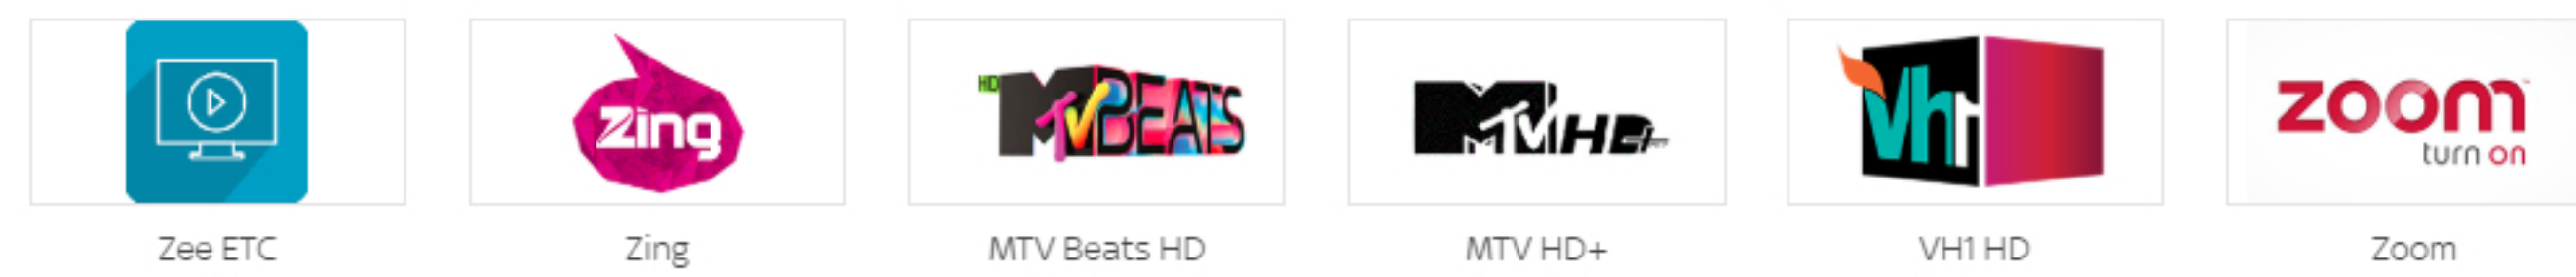 Zing
HD MTV BEATS
MTV HD+
Vh1
zoom
turn on
Zee ETC
Zing
MTV Beats HD
MTV HD+
VH1 HD
Zoom